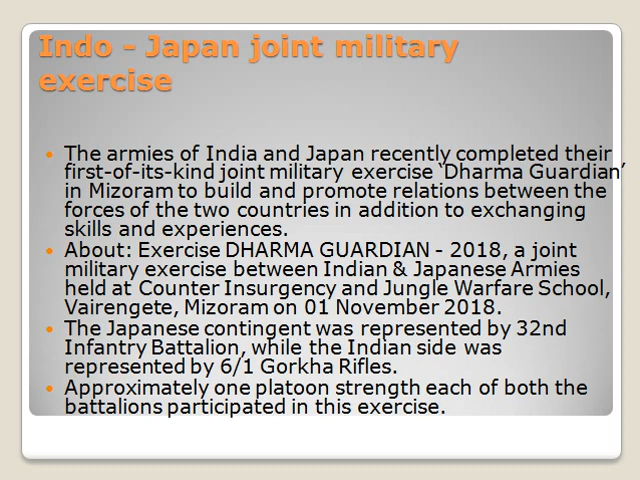 Indo - Japan joint military
exercise
• The armies of India and Japan recently completed their
first-of-its-kind joint military exercise ‘Dharma Guardian’
in Mizoram to build and promote relations between the
forces of the two countries in addition to exchanging
skills and experiences.
• About: Exercise DHARMA GUARDIAN - 2018, a joint
military exercise between Indian & Japanese Armies
held at Counter Insurgency and Jungle Warfare School,
Vairengete, Mizoram on 01 November 2018.
• The Japanese contingent was represented by 32nd
Infantry Battalion, while the Indian side was
represented by 6/1 Gorkha Rifles.
• Approximately one platoon strength each of both the
battalions participated in this exercise.